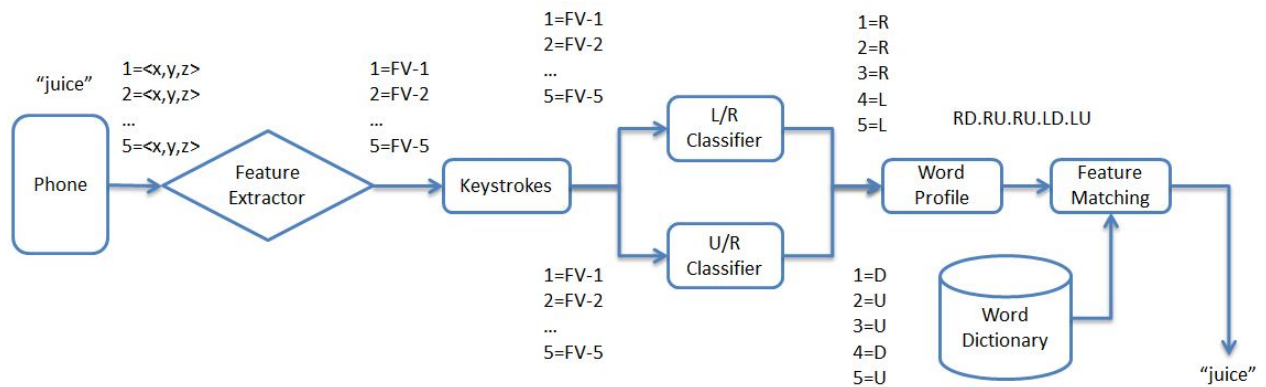 “juice”
Phone
1=<x,y,z>
2=<x,y,z>
...
5=<x,y,z>
Feature
Extractor
1=FV-1
2=FV-2
...
5=FV-5
Keystrokes
1=FV-1
2=FV-2
...
5=FV-5
L/R
Classifier
U/R
Classifier
1=FV-1
2=FV-2
...
5=FV-5
1=R
2=R
3=R
4=L
5=L
1=D
2=U
3=U
4=D
5=U
Word
Profile
RD.RU.RU.LD.LU
Feature
Matching
Word
Dictionary
“juice”